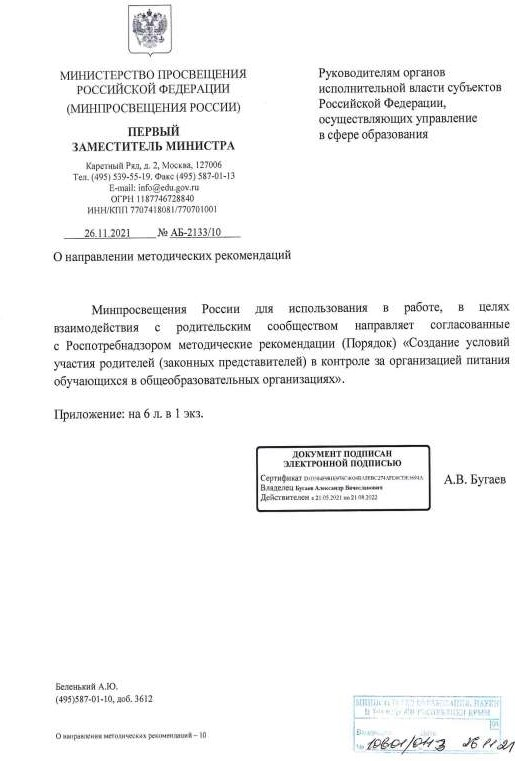 МИНИСТЕРСТВО ПРОСВЕЩЕНИЯ
РОССИЙСКОЙ ФЕДЕРАЦИИ
(МИНПРОСВЕЩЕНИЯ РОССИИ)
ПЕРВЫЙ
ЗАМЕСТИТЕЛЬ МИНИСТРА
Каретный Ряд, д. 2, Москва, 127006
Тел. (495) 539-55-19. Факс (495) 587-01-13
E-mail: info@edu.gov.ru
ОГРН 1187746728840
ИНН/КПП 7707418081/770701001
26.11.2021 № АБ-2133/10
Руководителям органов
исполнительной власти субъектов
Российской Федерации,
осуществляющих управление
в сфере образования
О направлении методических рекомендаций
Минпросвещения России для использования в работе, в целях
взаимодействия с родительским сообществом направляет согласованные
с Роспотребнадзором методические рекомендации (Порядок) «Создание условий
участия родителей (законных представителей) в контроле за организацией питания
обучающихся в общеобразовательных организациях».
Приложение: на 6 л. в 1 экз.
ДОКУМЕНТ ПОДПИСАН
ЭЛЕКТРОННОЙ ПОДПИСЬЮ
Сертификат
Владелец Бугаев Александр Вячеславович
Действителен с 21.05.2021 по 21.08.2022
А.В. Бугаев
Беленький А.Ю.
(495)587-01-10, доб. 3612
О направлении методических рекомендаций – 10
РЕСПУБЛИКИ КРЫМ
№ 26.11.21